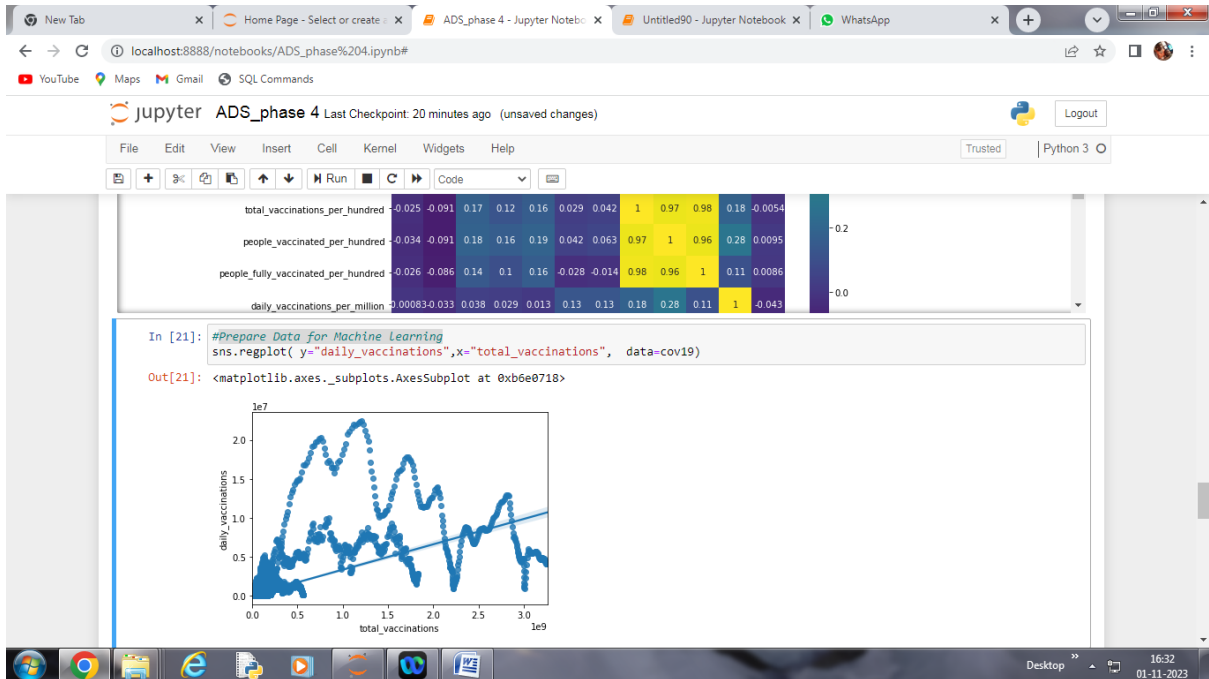 New Tab
Home Page - Select or create a
ADS_phase 4 - Jupyter Notebo
Untitled90 - Jupyter Notebook
WhatsApp
localhost:8888/notebooks/ADS_phase%204.ipynb#
YouTube Maps Gmail SQL Commands
jupyter ADS_phase 4 Last Checkpoint: 20 minutes ago (unsaved changes)
Logout
File Edit View Insert Cell Kernel Widgets Help
Trusted Python 3
Run Code
total_vaccinations_per_hundred -0.025 -0.091 0.17 0.12 0.16 0.029 0.042 1 0.97 0.98 0.18 -0.0054
people_vaccinated_per_hundred -0.034 -0.091 0.18 0.16 0.19 0.042 0.063 0.97 1 0.96 0.28 0.0095
people_fully_vaccinated_per_hundred -0.026 -0.086 0.14 0.1 0.16 -0.028 -0.014 0.98 0.96 1 0.11 0.0086
daily_vaccinations_per_million 0.00083 -0.033 0.038 0.029 0.013 0.13 0.13 0.18 0.28 0.11 1 -0.043
0.2
0.0
In [21]: #Prepare Data for Machine Learning
sns.regplot( y="daily_vaccinations",x="total_vaccinations", data=cov19)
Out[21]: <matplotlib.axes._subplots.AxesSubplot at 0xb6e0718>
1e7
2.0
1.5
1.0
0.5
0.0
daily_vaccinations
0.0 0.5 1.0 1.5 2.0 2.5 3.0
total_vaccinations
1e9
Desktop
16:32
01-11-2023